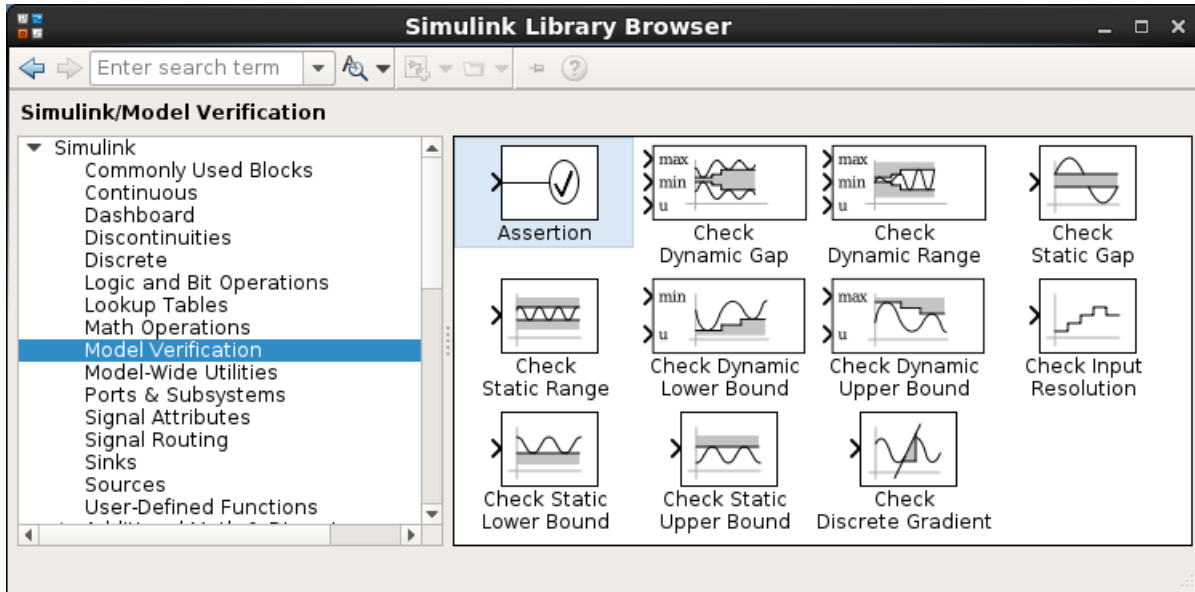 Simulink Library Browser
Enter search term
Simulink/Model Verification
Simulink
Commonly Used Blocks
Continuous
Dashboard
Discontinuities
Discrete
Logic and Bit Operations
Lookup Tables
Math Operations
Model Verification
Model-Wide Utilities
Ports & Subsystems
Signal Attributes
Signal Routing
Sinks
Sources
User-Defined Functions
Assertion
max
min
u
Check
Dynamic Gap
max
min
u
Check
Dynamic Range
Check
Static Gap
Check
Static Range
min
u
Check Dynamic
Lower Bound
max
u
Check Dynamic
Upper Bound
Check Input
Resolution
Check Static
Lower Bound
Check Static
Upper Bound
Check
Discrete Gradient